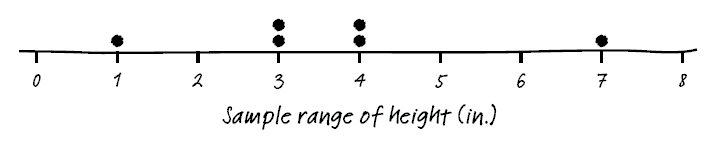 0 1 2 3 4 5 6 7 8
Sample range of height (in.)